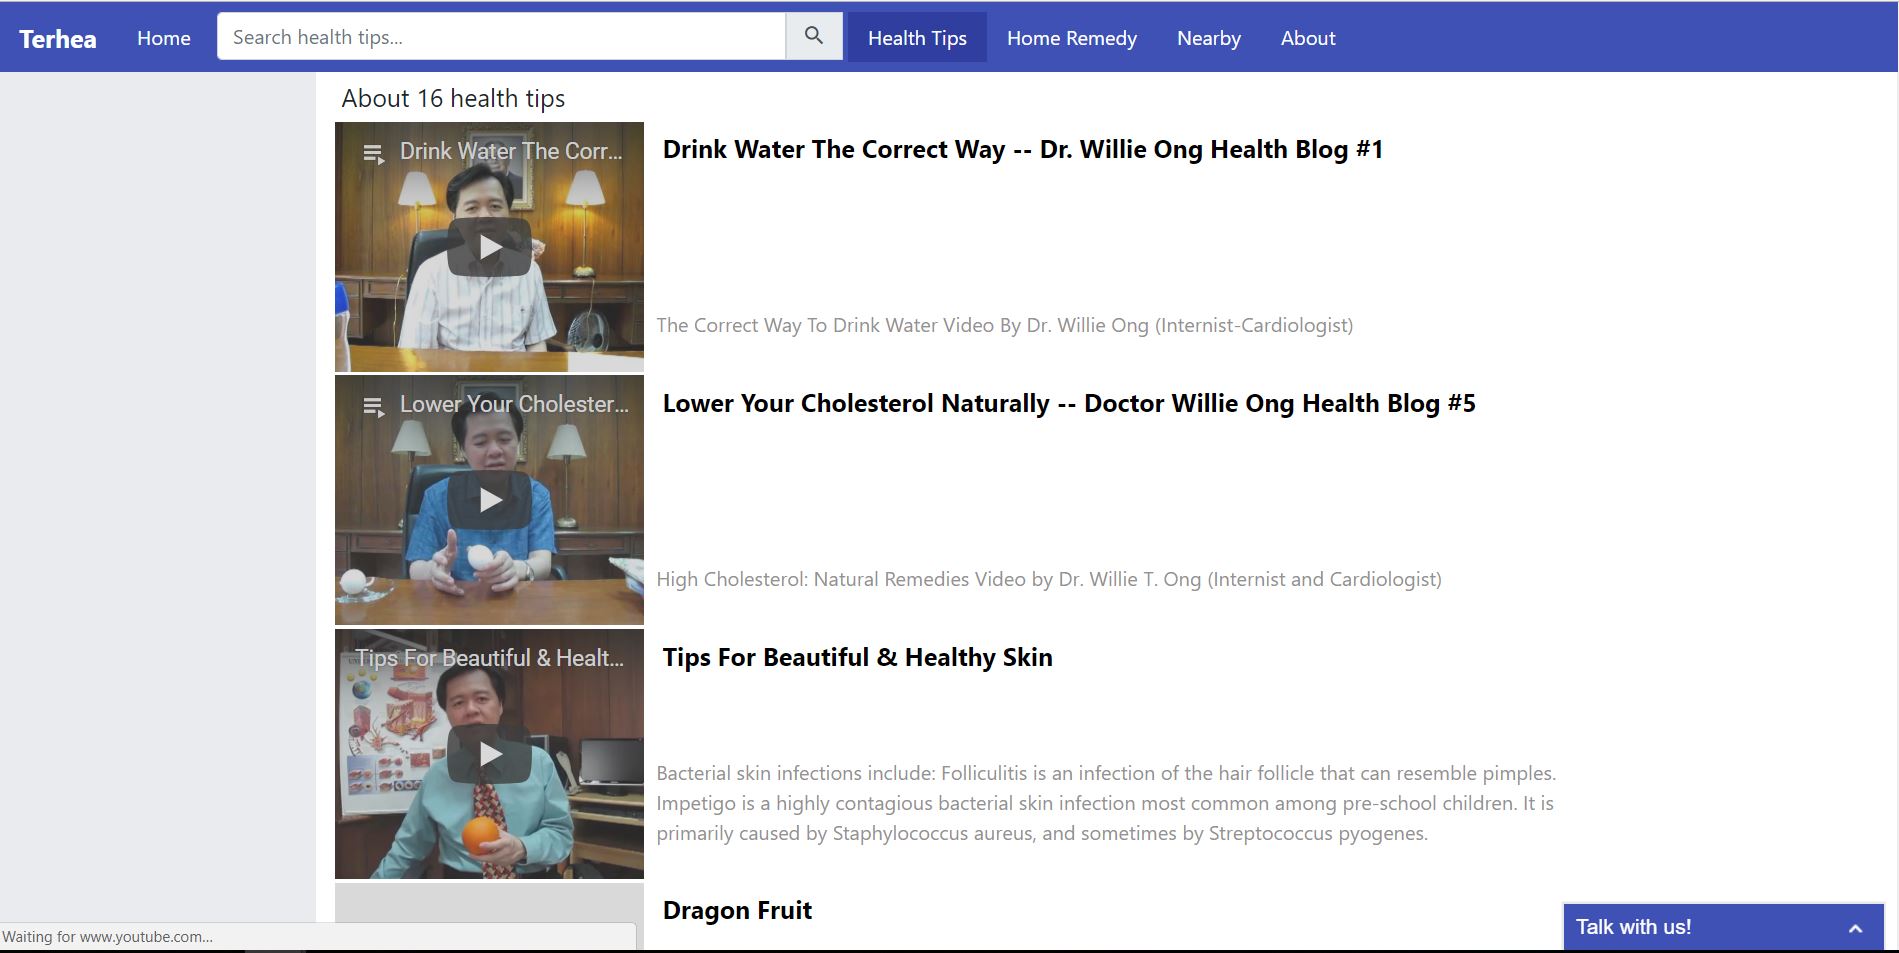 Terhea
Home
Search health tips...
Health Tips
Home Remedy
Nearby
About
About 16 health tips
Drink Water The Corr...
Drink Water The Correct Way -- Dr. Willie Ong Health Blog #1
The Correct Way To Drink Water Video By Dr. Willie Ong (Internist-Cardiologist)
Lower Your Cholester...
Lower Your Cholesterol Naturally -- Doctor Willie Ong Health Blog #5
High Cholesterol: Natural Remedies Video by Dr. Willie T. Ong (Internist and Cardiologist)
Tips For Beautiful & Healt...
Tips For Beautiful & Healthy Skin
Bacterial skin infections include: Folliculitis is an infection of the hair follicle that can resemble pimples.
Impetigo is a highly contagious bacterial skin infection most common among pre-school children. It is
primarily caused by Staphylococcus aureus, and sometimes by Streptococcus pyogenes.
Dragon Fruit
Talk with us!
Waiting for www.youtube.com...